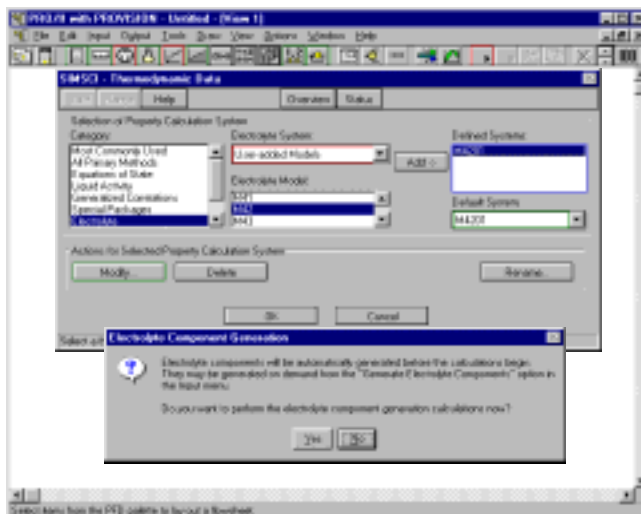 PRO/II with PROVISION - Untitled - [View 1]
File Edit Input Output Tools Draw View Options Window Help
SIMSCI - Thermodynamic Data
Help
Overview
Status
Selection of Property Calculation System
Category:
Most Commonly Used
All Primary Methods
Equations of State
Liquid Activity
Generalized Correlations
Special Packages
Electrolyte
Electrolyte System:
User-added Models
Electrolyte Model:
Add ->
Defined Systems:
Default System:
Actions for Selected Property Calculation System
Modify...
Delete
Rename...
OK
Cancel
Electrolyte Component Generation
Electrolyte components will be automatically generated before the calculations begin.
They may be generated on demand from the "Generate Electrolyte Components" option in
the Input menu.
Do you want to perform the electrolyte component generation calculations now?
Yes
No
Select items from the PFD palette to lay out a flowsheet.